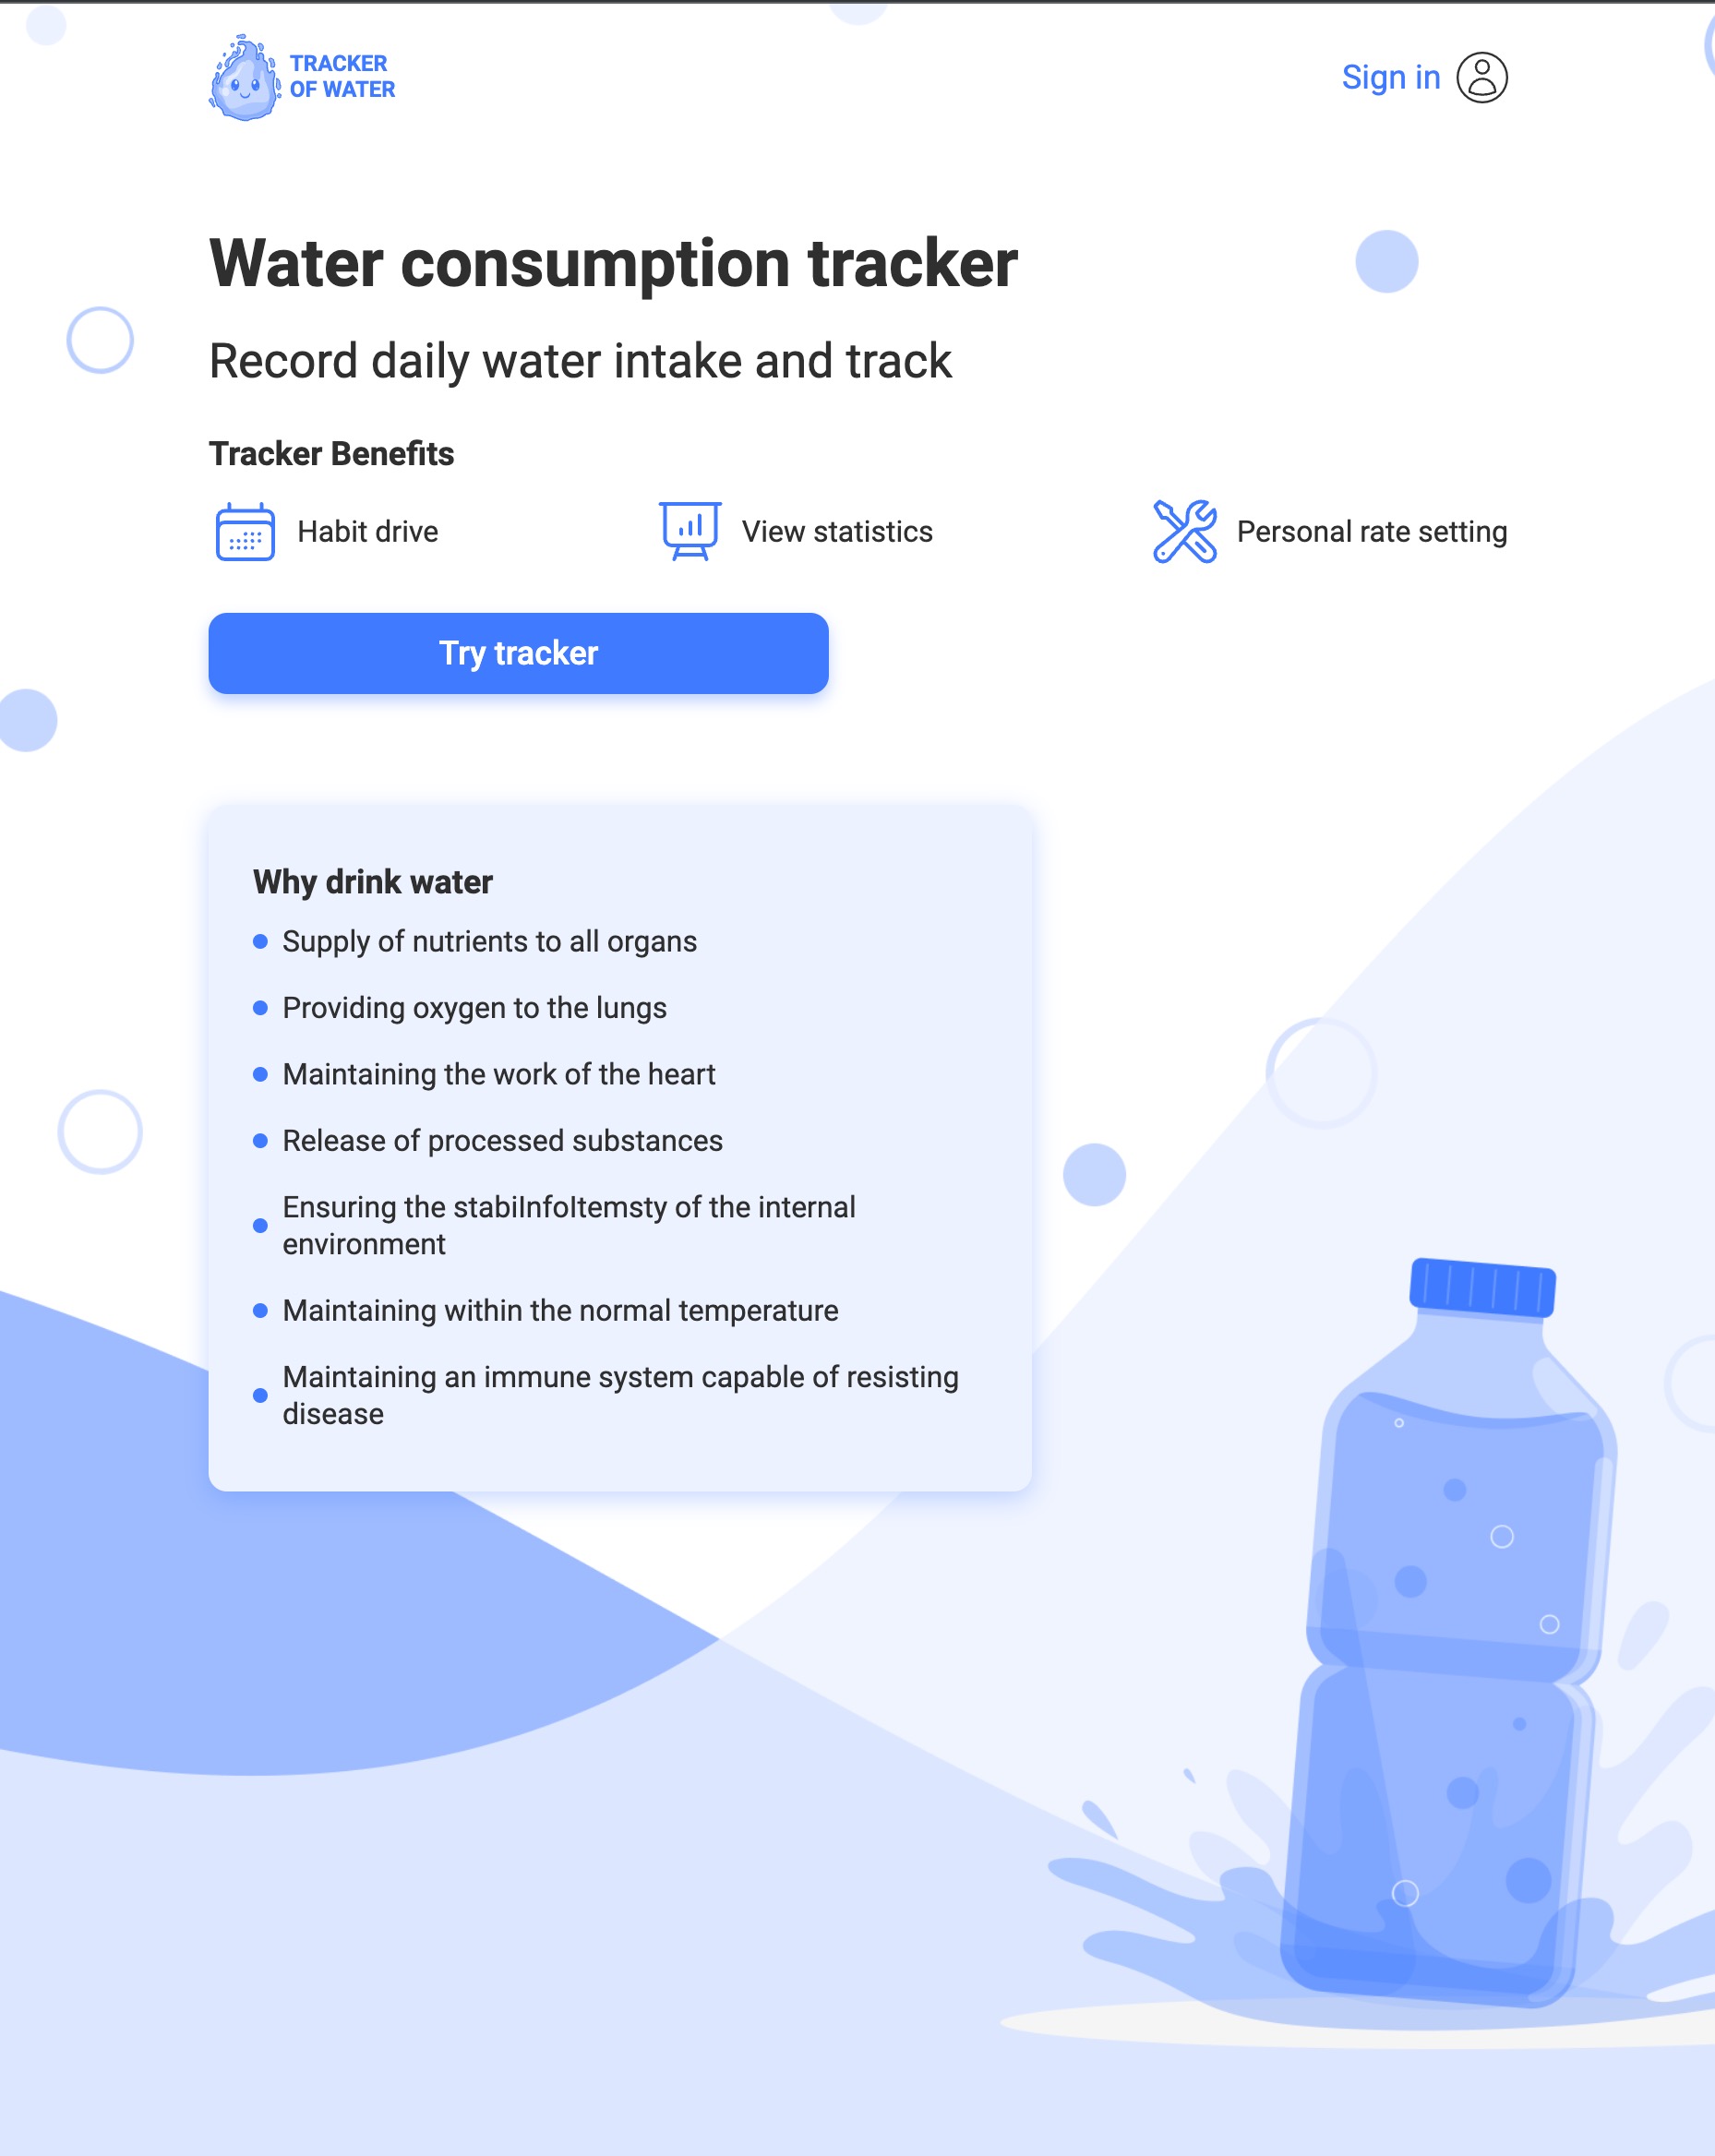 TRACKER
OF WATER
Sign in
Water consumption tracker
Record daily water intake and track
Tracker Benefits
Habit drive
View statistics
Personal rate setting
Try tracker
Why drink water
Supply of nutrients to all organs
Providing oxygen to the lungs
Maintaining the work of the heart
Release of processed substances
Ensuring the stabilnfoltemsty of the internal
environment
Maintaining within the normal temperature
Maintaining an immune system capable of resisting
disease